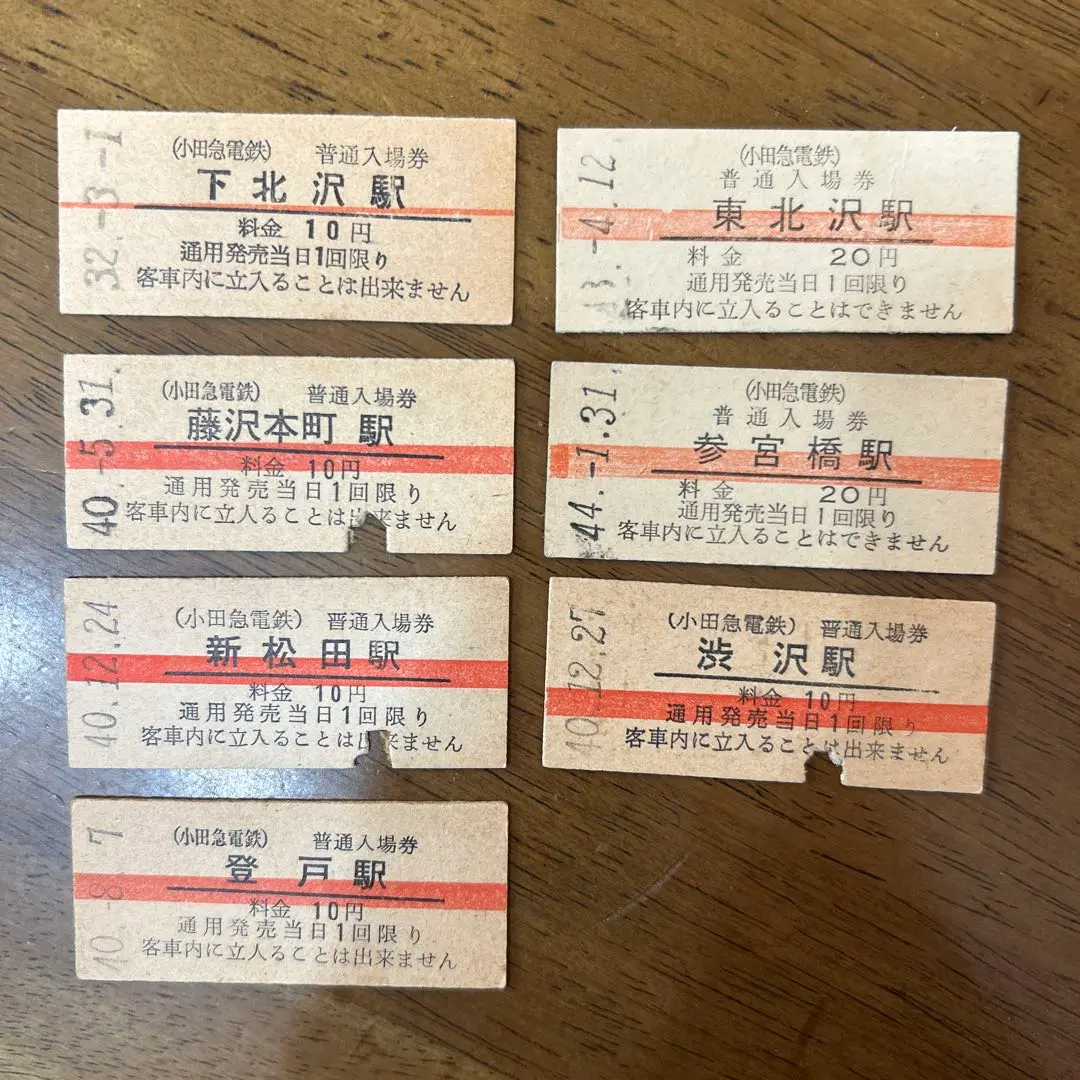 32.-3.-1
(小田急電鉄) 普通入場券
下北沢駅
料金 10円
通用発売当日1回限り
客車内に立入ることは出来ません
3.-4.12
(小田急電鉄)
普通入場券
東北沢駅
料金 20円
通用発売当日1回限り
客車内に立入ることはできません
40.-5.31.
(小田急電鉄) 普通入場券
藤沢本町駅
料金 10円
通用発売当日1回限り
客車内に立入ることは出来ません
44.-1.31.
(小田急電鉄)
普通入場券
参宮橋駅
料金 20円
通用発売当日1回限り
客車内に立入ることはできません
40.12.24
(小田急電鉄) 普通入場券
新松田駅
料金 10円
通用発売当日1回限り
客車内に立入ることは出来ません
40.12.27
(小田急電鉄) 普通入場券
渋沢駅
料金 10円
通用発売当日1回限り
客車内に立入ることは出来ません
40.-8.-7
(小田急電鉄) 普通入場券
登戸駅
料金 10円
通用発売当日1回限り
客車内に立入ることは出来ません